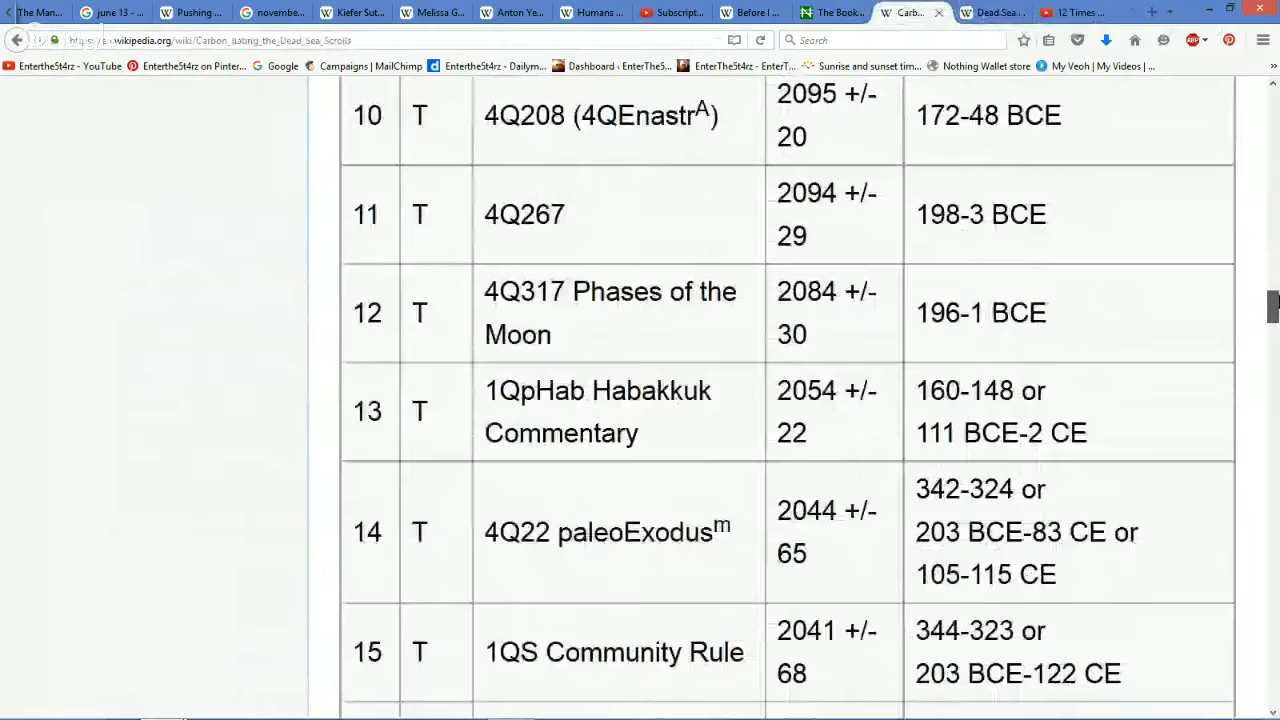 The Man...
june 13 - ...
Pushing ...
novembe...
Kiefer Sut...
Melissa G...
Anton Ye...
Humans ...
Subscript...
Before I ...
The Book...
Carb...
Dead Sea...
12 Times ...
wikipedia.org/wiki/Carbon_dating_the_Dead_Sea_Scrolls
Search
Enterthe5t4rz - YouTube
Enterthe5t4rz on Pinter...
Google
Campaigns | MailChimp
Enterthe5t4rz - Dailym...
Dashboard ‹ EnterThe5...
EnterThe5t4rz - EnterT...
Sunrise and sunset tim...
Nothing Wallet store
My Veoh | My Videos | ...
10 T 4Q208 (4QEnastrA) 2095 +/-
20 172-48 BCE
11 T 4Q267 2094 +/-
29 198-3 BCE
12 T 4Q317 Phases of the
Moon 2084 +/-
30 196-1 BCE
13 T 1QpHab Habakkuk
Commentary 2054 +/-
22 160-148 or
111 BCE-2 CE
14 T 4Q22 paleoExodusm 2044 +/-
65 342-324 or
203 BCE-83 CE or
105-115 CE
15 T 1QS Community Rule 2041 +/-
68 344-323 or
203 BCE-122 CE